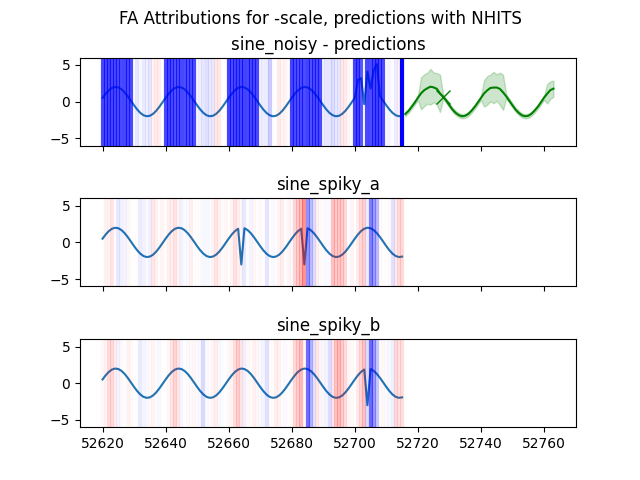 FA Attributions for -scale, predictions with NHITS
sine_noisy - predictions
5
0
−5
sine_spiky_a
5
0
−5
sine_spiky_b
5
0
−5
52620 52640 52660 52680 52700 52720 52740 52760